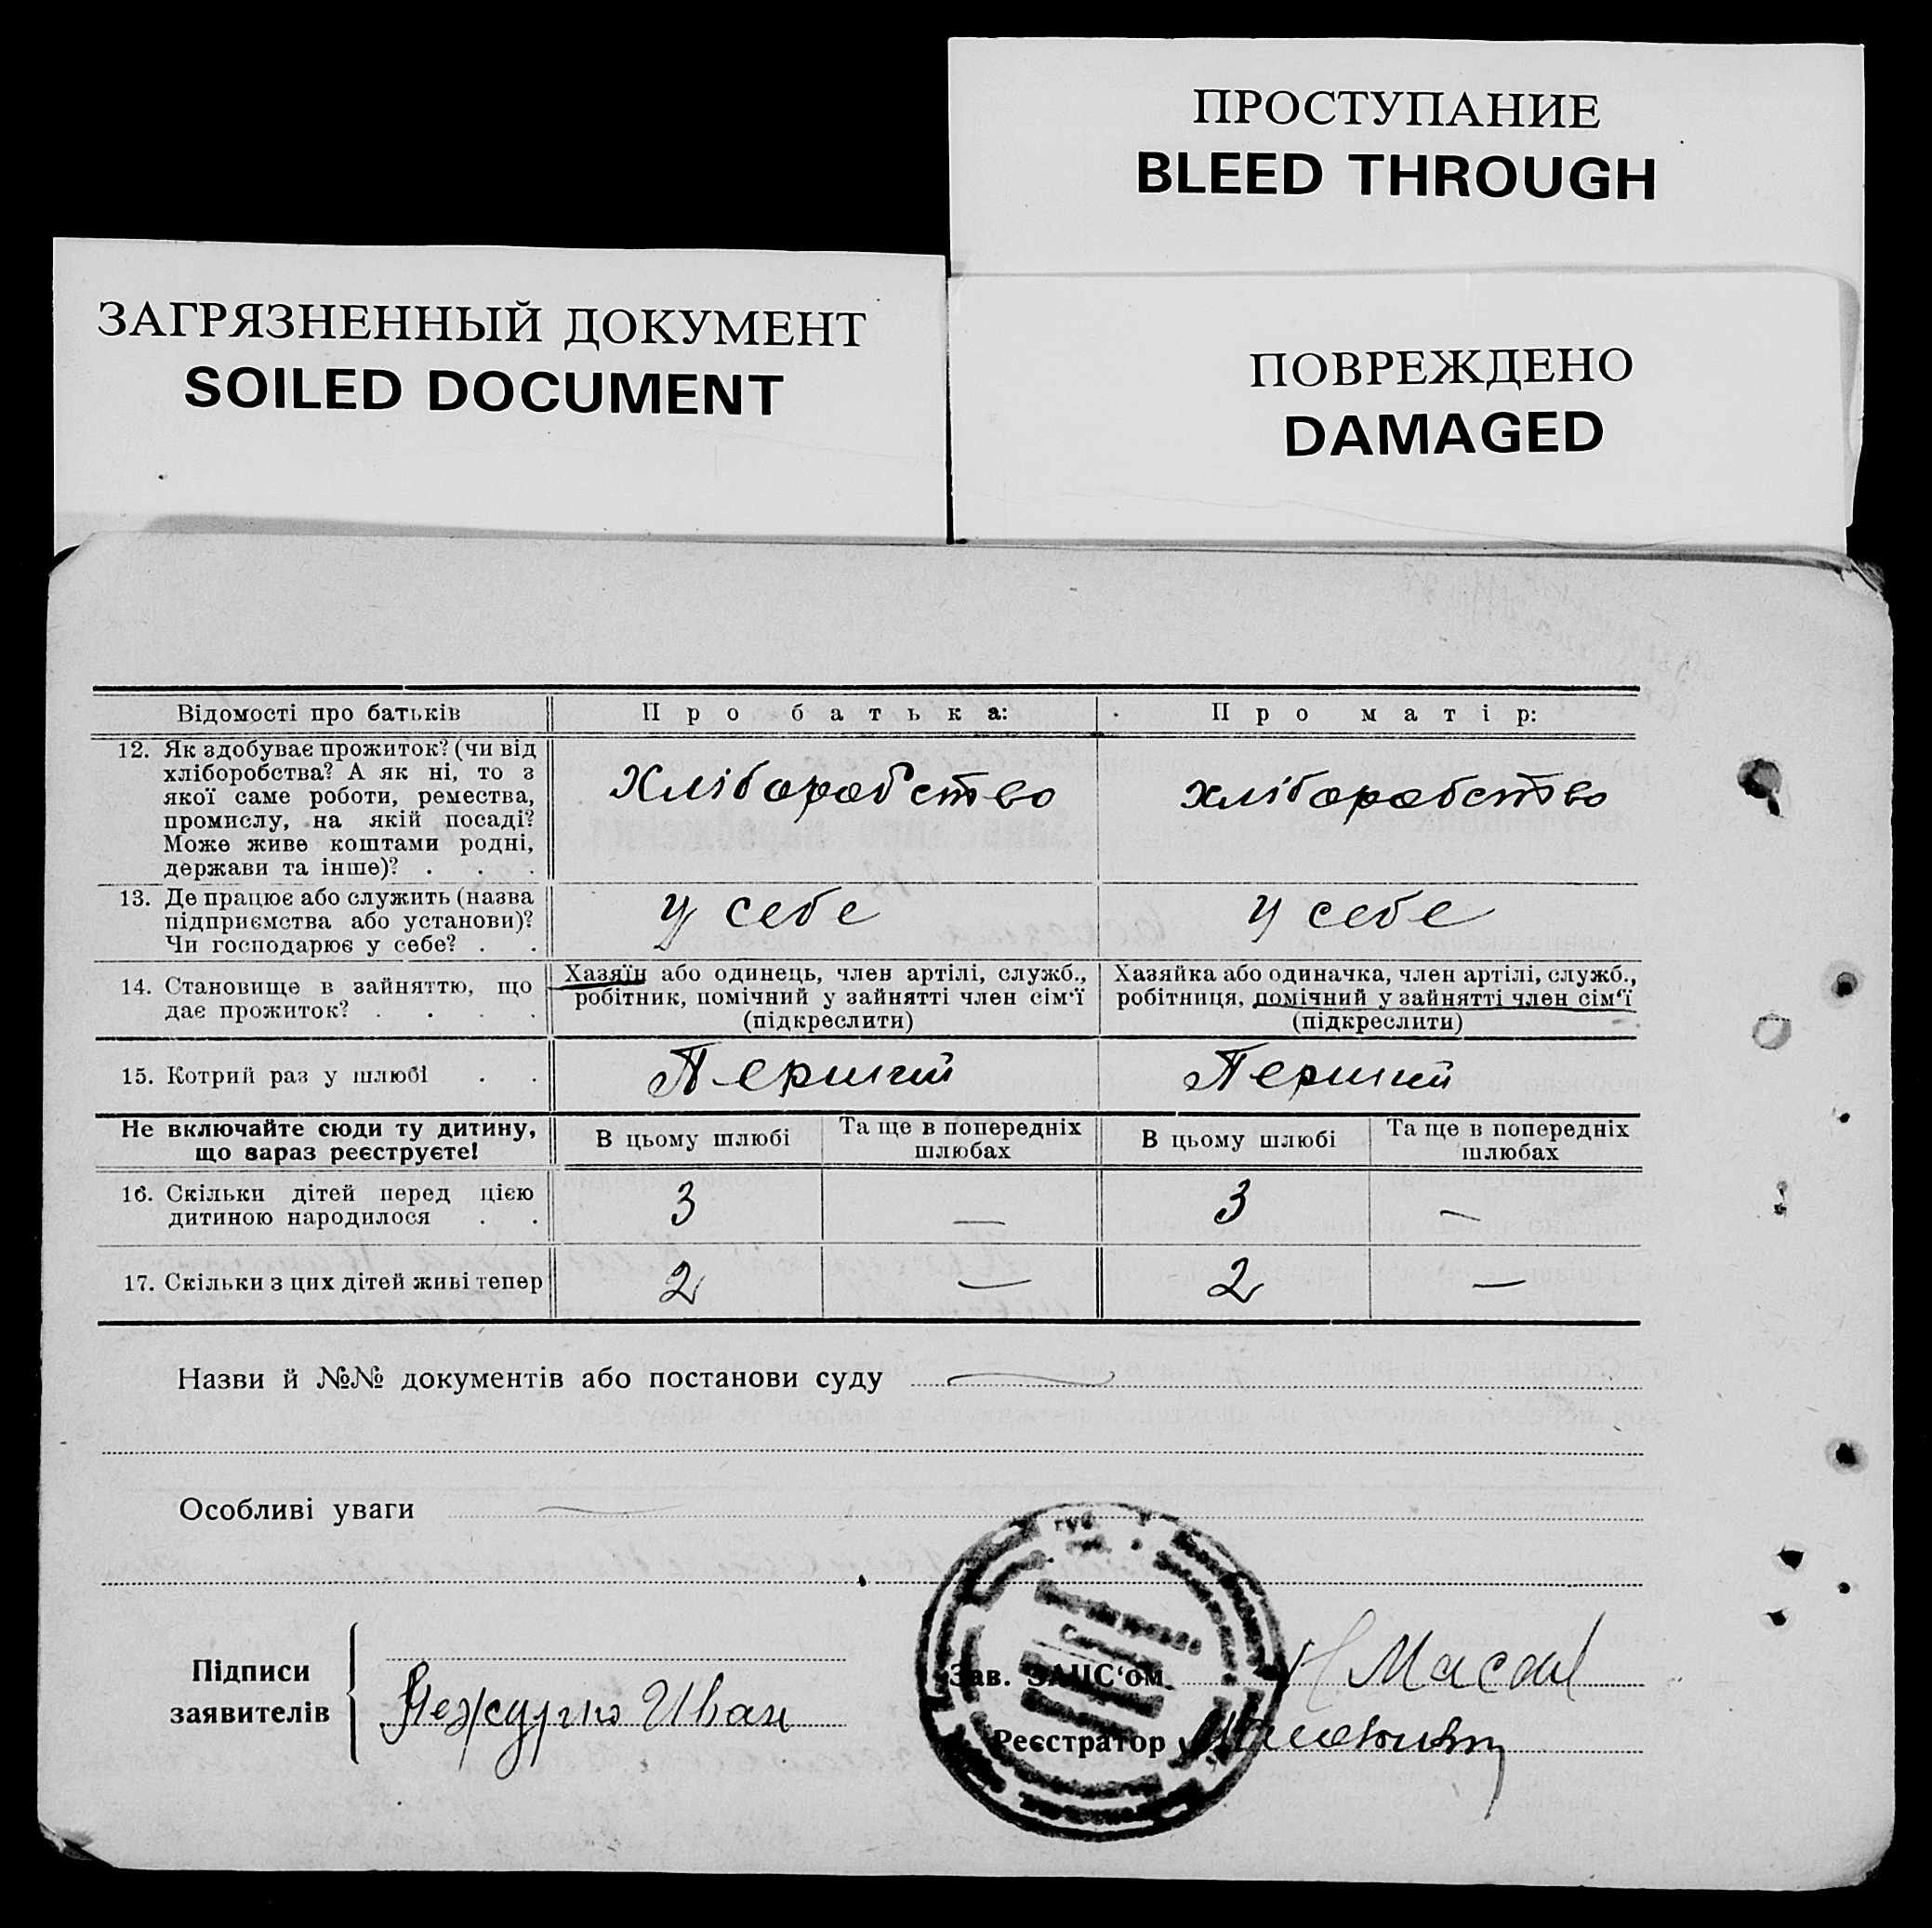 ПРОСТУПАНИЕ
BLEED THROUGH
ЗАГРЯЗНЕННЫЙ ДОКУМЕНТ
SOILED DOCUMENT
ПОВРЕЖДЕНО
DAMAGED
Відомості про батьків
Про батька:
Про матір:
12. Як здобуває прожиток? (чи від
хліборобства? А як ні, то з
якої саме роботи, ремества,
промислу, на якій посаді?
Може живе коштами родні,
держави та інше)? . . .
Хліборобство
хліборобство
13. Де працює або служить (назва
підприємства або установи)?
Чи господарює у себе? . .
У себе
У себе
14. Становище в зайняттю, що
дає прожиток? . . . .
Хазяїн або одинець, член артілі, служб.,
робітник, помічний у зайнятті член сім'ї
(підкреслити)
Хазяйка або одиначка, член артілі, служб.,
робітниця, помічний у зайнятті член сім'ї
(підкреслити)
15. Котрий раз у шлюбі . .
Перший
Перший
Не включайте сюди ту дитину,
що зараз реєструєте!
В цьому шлюбі
Та ще в попередніх
шлюбах
В цьому шлюбі
Та ще в попередніх
шлюбах
16. Скільки дітей перед цією
дитиною народилося . .
3
—
3
—
17. Скільки з цих дітей живі тепер
2
—
2
—
Назви й №№ документів або постанови суду
Особливі уваги
Підписи
заявителів
Иван
Зав. ЗАГС'ом
Реєстратор